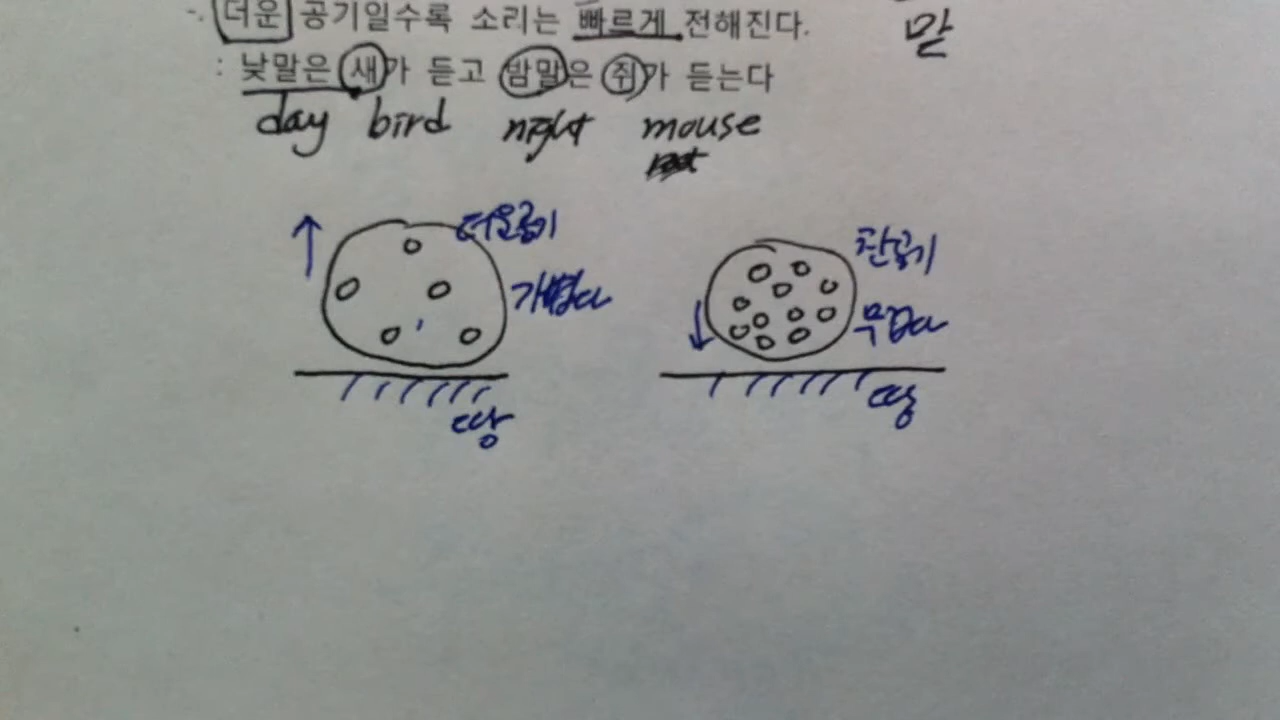 더운 공기일수록 소리는 빠르게 전해진다.
말
: 낮말은 새가 듣고 밤말은 쥐가 듣는다
day bird night mouse
더운공기 찬공기
가볍다 무겁다
땅 땅